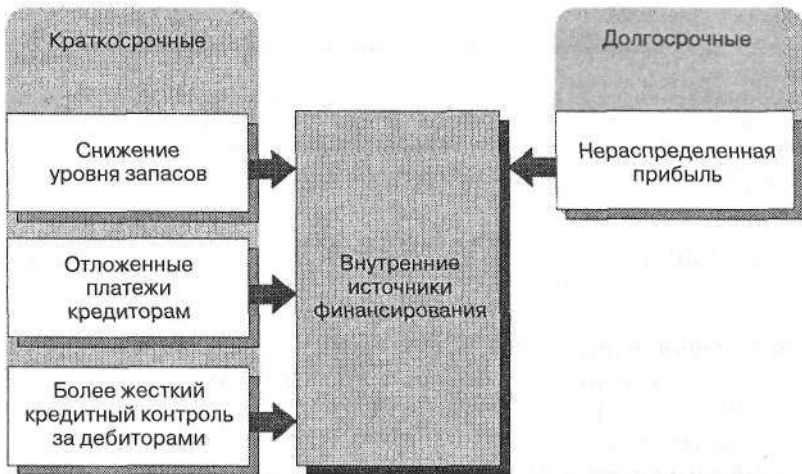 Краткосрочные
Снижение
уровня запасов
Отложенные
платежи
кредиторам
Более жесткий
кредитный контроль
за дебиторами
Внутренние
источники
финансирования
Долгосрочные
Нераспределенная
прибыль